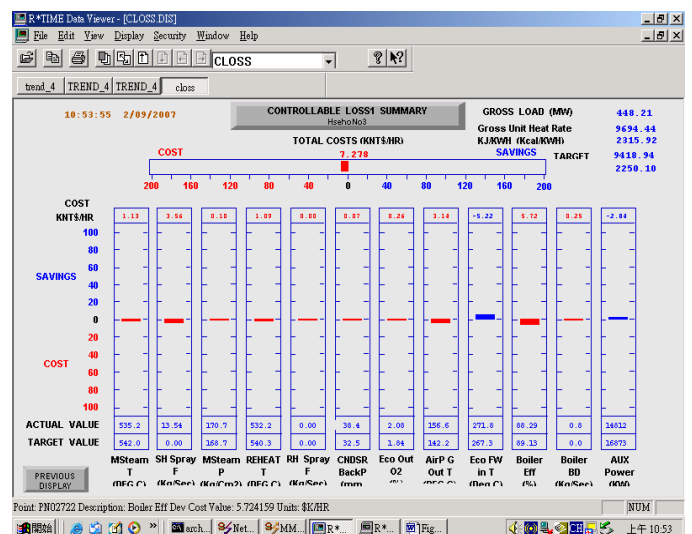 R*TIME Data Viewer - [CLOSS.DIS]
File Edit View Display Security Window Help
CLOSS
trend_4 TREND_4 TREND_4 closs
10:53:55 2/09/2007
CONTROLLABLE LOSS1 SUMMARY
HsehoNo3
GROSS LOAD (MW) 448.21
Gross Unit Heat Rate 9694.44
KJ/KWH (Kcal/KWH) 2315.92
TOTAL COSTS (KNT$/HR)
COST 7.278 SAVINGS TARGET 9418.94
2250.10
200 160 120 80 40 0 40 80 120 160 200
COST
KNT$/HR 1.13 3.56 0.18 1.09 0.00 0.07 0.26 3.14 -5.22 5.72 0.25 -2.04
100
80
60
SAVINGS
40
20
0
20
40
COST
60
80
100
ACTUAL VALUE 535.2 13.54 170.7 532.2 0.00 38.4 2.08 156.6 271.8 88.29 0.8 14812
TARGET VALUE 542.0 0.00 168.7 540.3 0.00 32.5 1.84 142.2 267.3 89.13 0.0 16873
MSteam SH Spray MSteam REHEAT RH Spray CNDSR Eco Out AirP G Eco FW Boiler Boiler AUX
T F P T F BackP O2 Out T in T Eff BD Power
(DEG C) (Kg/Sec) (Kg/Cm2) (DEG C) (Kg/Sec) (mm (%) (DEG C) (Deg C) (%) (Kg/Sec) (KW)
PREVIOUS
DISPLAY
Point: PN02722 Description: Boiler Eff Dev Cost Value: 5.724159 Units: $K/HR NUM
開始 » arch... Net... MM... R*... R*... Fig... CH 上午 10:53